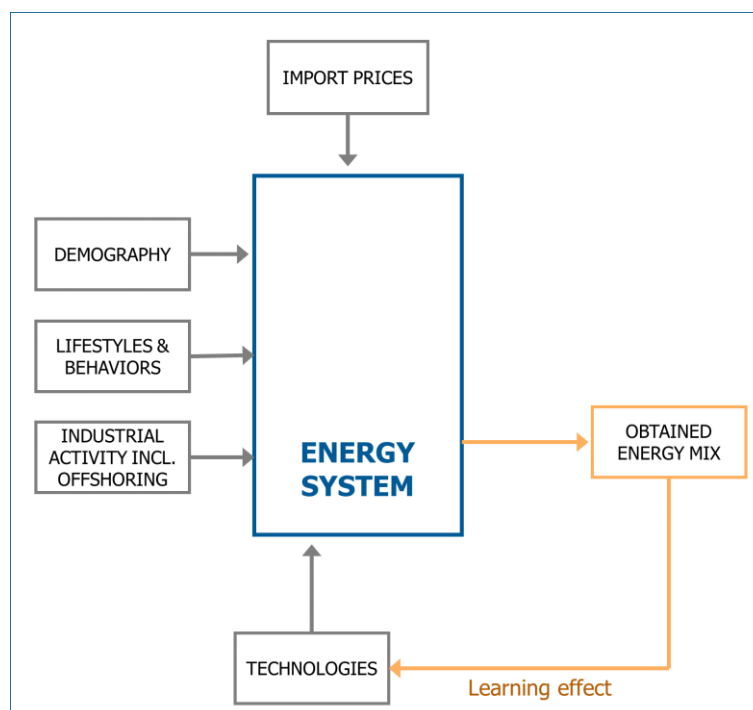 IMPORT PRICES
DEMOGRAPHY
LIFESTYLES &
BEHAVIORS
INDUSTRIAL
ACTIVITY INCL.
OFFSHORING
ENERGY
SYSTEM
OBTAINED
ENERGY MIX
TECHNOLOGIES
Learning effect